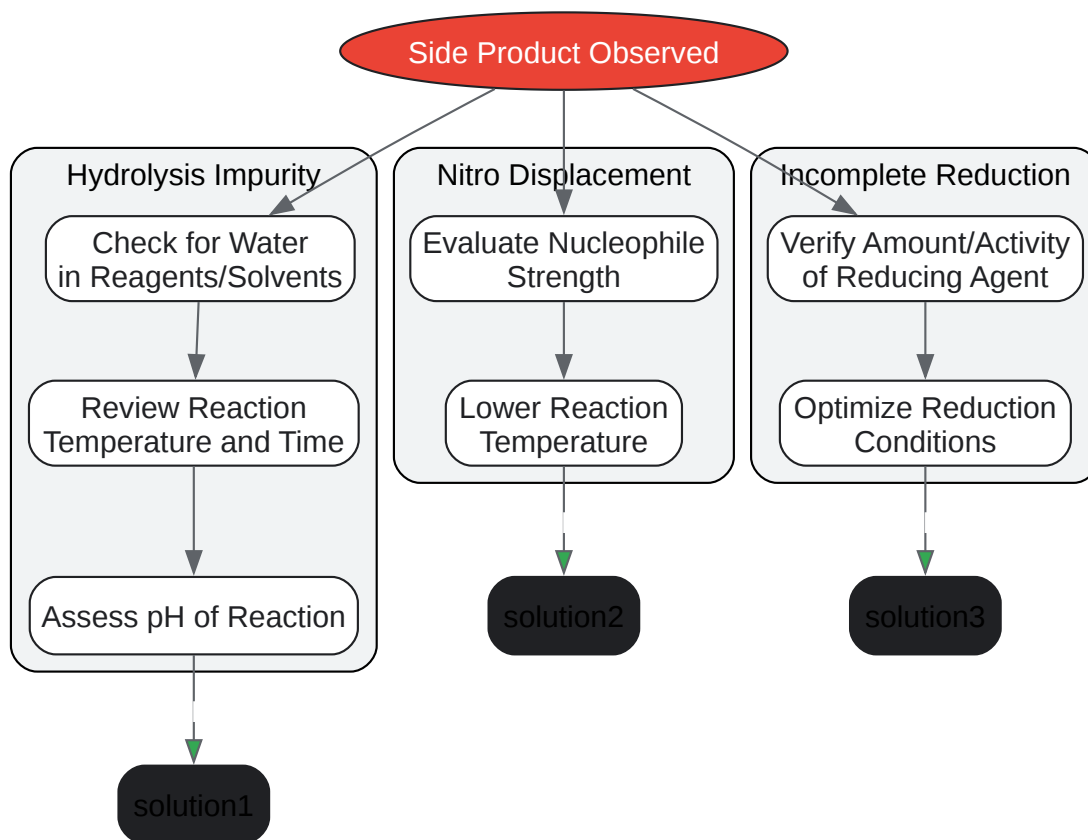 Side Product Observed
Hydrolysis Impurity
Check for Water
in Reagents/Solvents
Review Reaction
Temperature and Time
Assess pH of Reaction
solution1
Nitro Displacement
Evaluate Nucleophile
Strength
Lower Reaction
Temperature
solution2
Incomplete Reduction
Verify Amount/Activity
of Reducing Agent
Optimize Reduction
Conditions
solution3